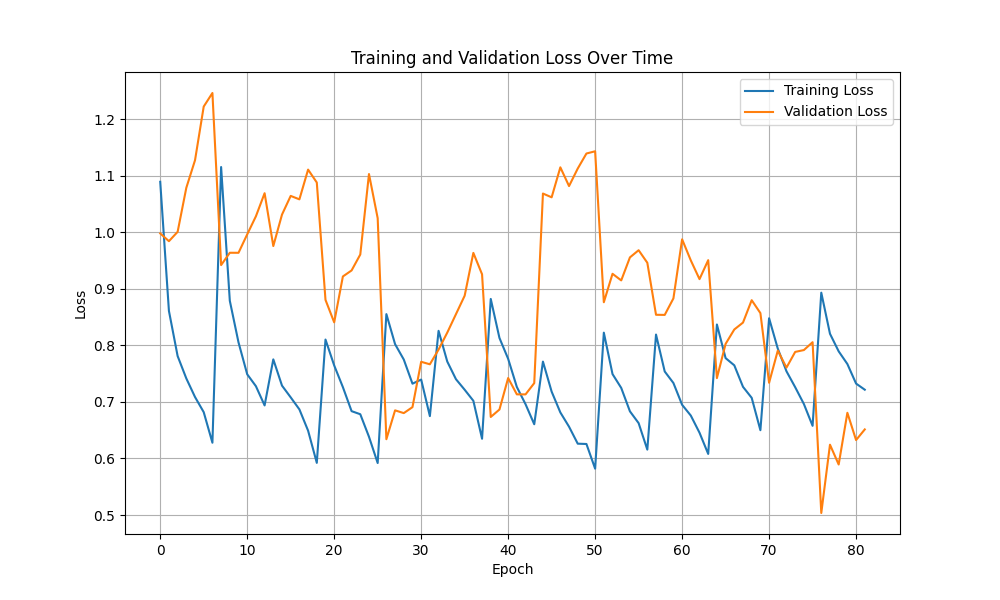 Training and Validation Loss Over Time
Training Loss
Validation Loss
1.2
1.1
1.0
0.9
0.8
0.7
0.6
0.5
Loss
0 10 20 30 40 50 60 70 80
Epoch